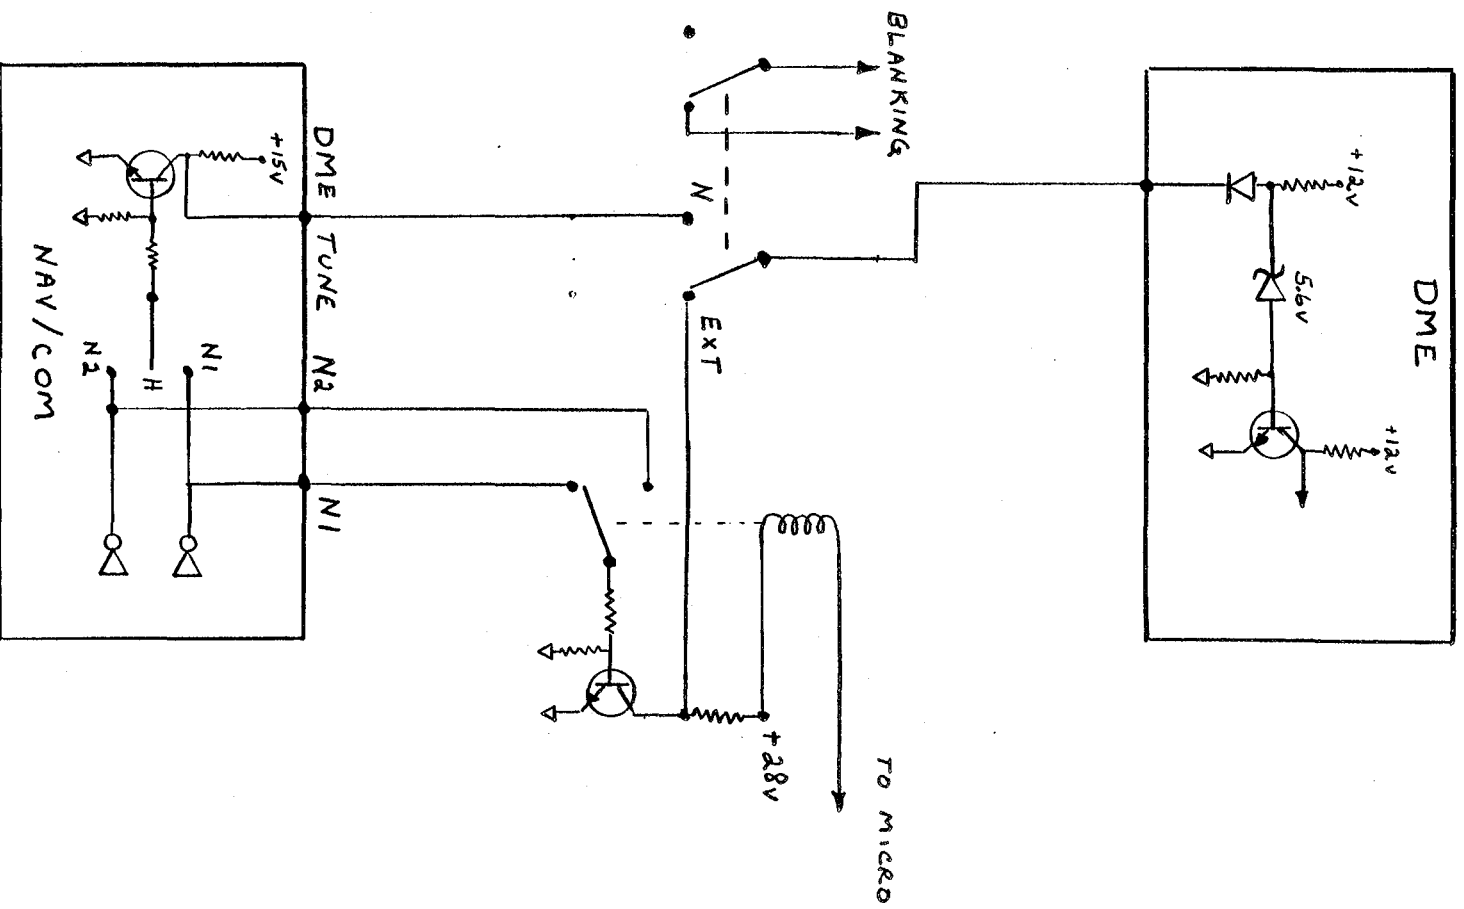 BLANKING
+12V
DME
5.6V
+12V
+15V
DME TUNE
N
EXT
NAV/COM
N2
N1
H
N2
N1
+28V
TO MICRO